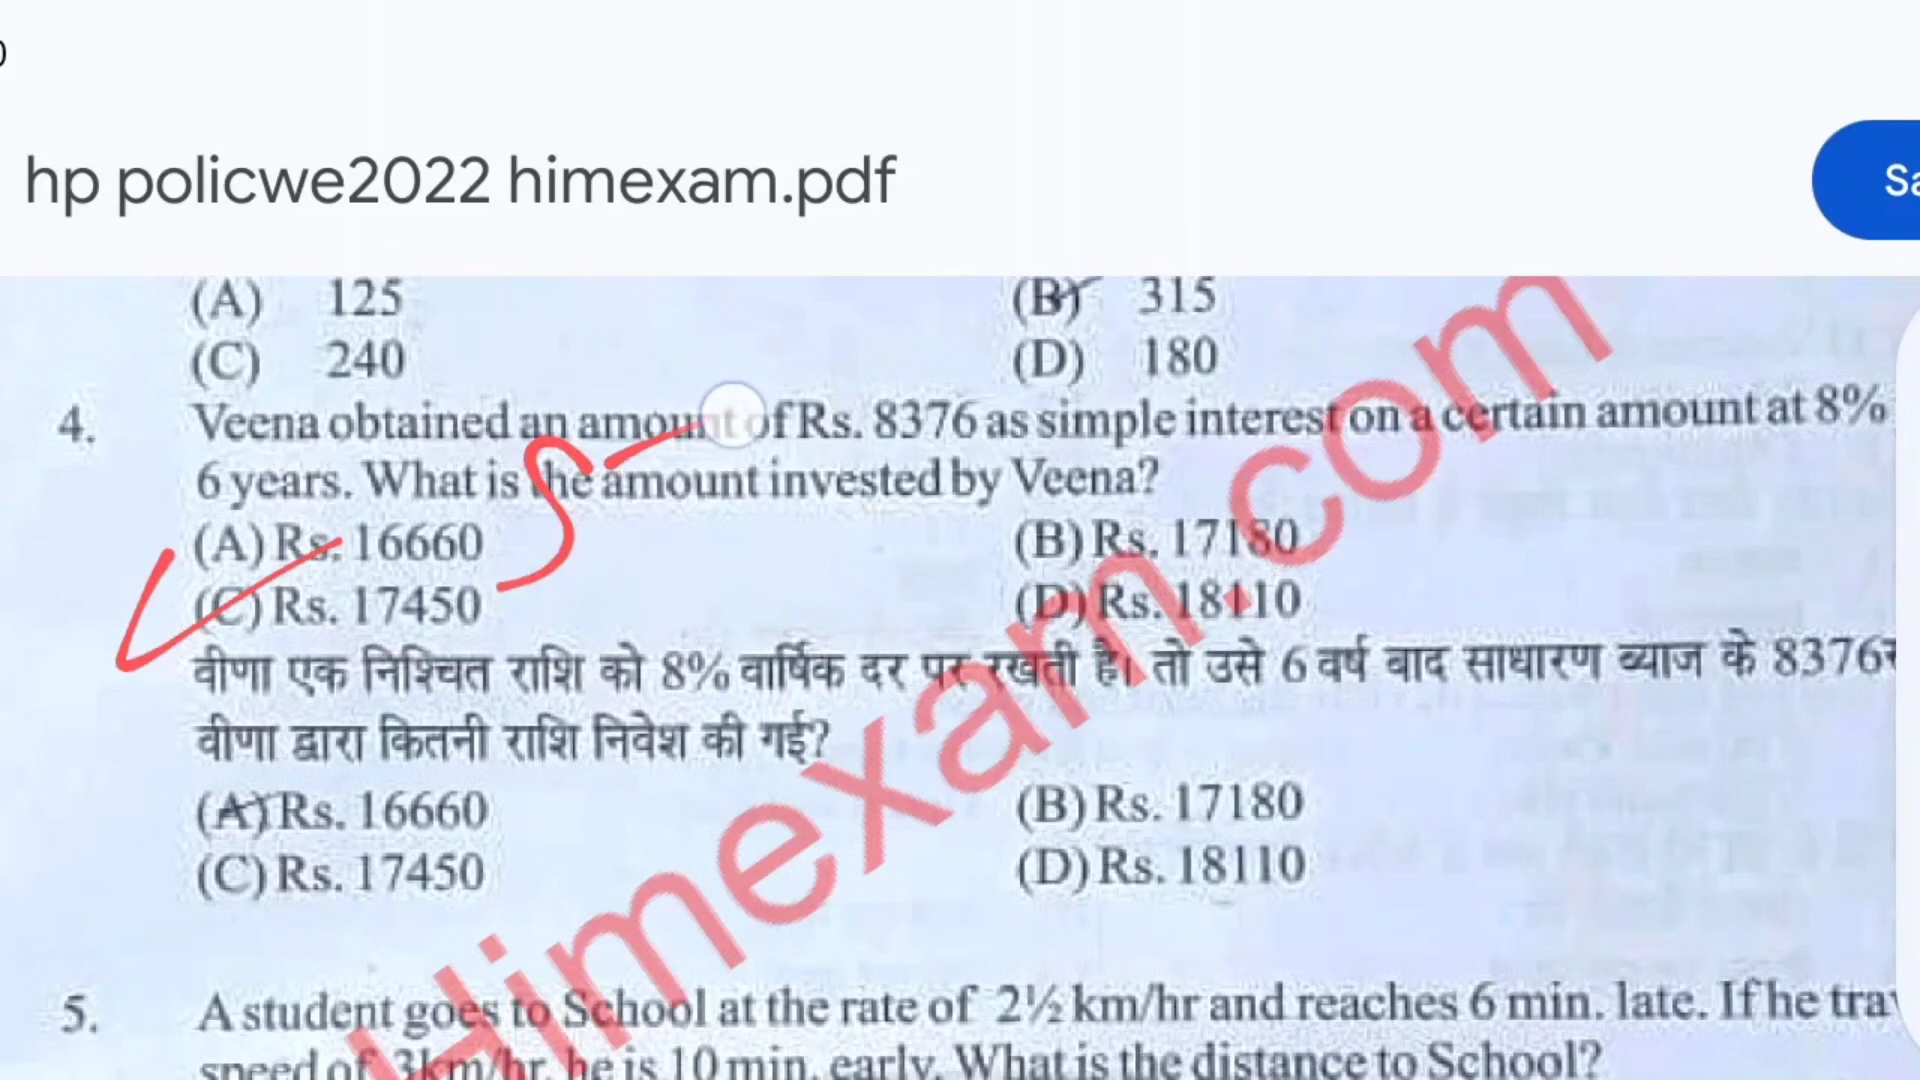 hp policwe2022 himexam.pdf
Sa
(A) 125 (B) 315
(C) 240 (D) 180
4. Veena obtained an amount of Rs. 8376 as simple interest on a certain amount at 8%
6 years. What is the amount invested by Veena?
(A) Rs. 16660 (B) Rs. 17180
(C) Rs. 17450 (D) Rs. 18110
वीणा एक निश्चित राशि को 8% वार्षिक दर पर रखती है। तो उसे 6 वर्ष बाद साधारण ब्याज के 8376
वीणा द्वारा कितनी राशि निवेश की गई?
(A) Rs. 16660 (B) Rs. 17180
(C) Rs. 17450 (D) Rs. 18110
Himexam.com
5. A student goes to School at the rate of 2½ km/hr and reaches 6 min. late. If he tra
speed of 3km/hr. he is 10 min. early. What is the distance to School?